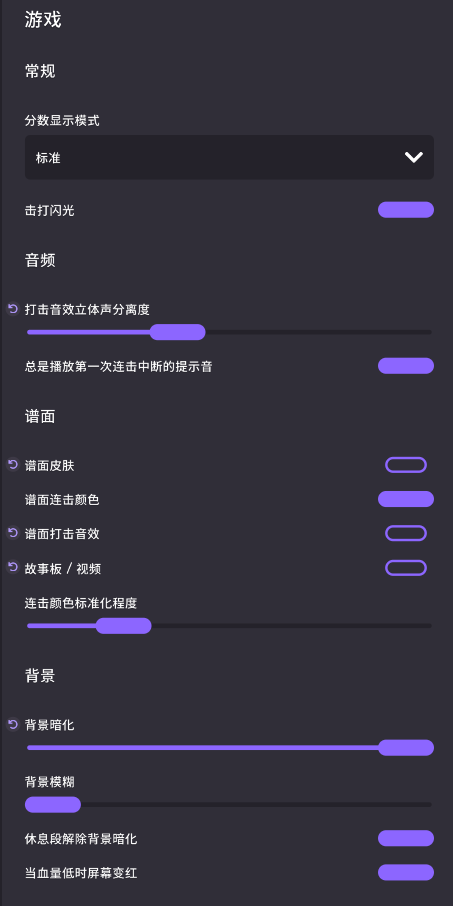 游戏
常规
分数显示模式
标准
击打闪光
音频
打击音效立体声分离度
总是播放第一次连击中断的提示音
谱面
谱面皮肤
谱面连击颜色
谱面打击音效
故事板 / 视频
连击颜色标准化程度
背景
背景暗化
背景模糊
休息段解除背景暗化
当血量低时屏幕变红